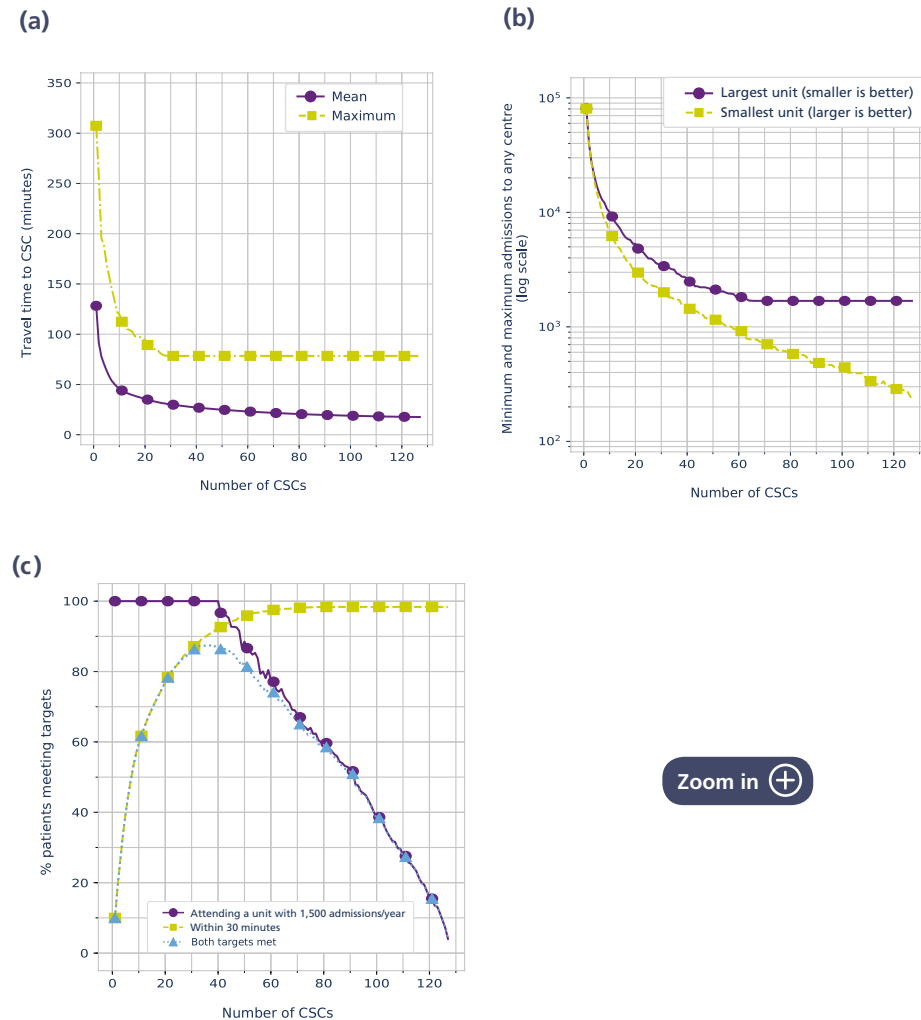 (a)
350
300
250
200
150
100
50
0
Travel time to CSC (minutes)
Mean
Maximum
0 20 40 60 80 100 120
Number of CSCs
(b)
10⁵
10⁴
10³
10²
Minimum and maximum admissions to any centre
(log scale)
Largest unit (smaller is better)
Smallest unit (larger is better)
0 20 40 60 80 100 120
Number of CSCs
(c)
100
80
60
40
20
0
% patients meeting targets
Attending a unit with 1,500 admissions/year
Within 30 minutes
Both targets met
0 20 40 60 80 100 120
Number of CSCs
Zoom in